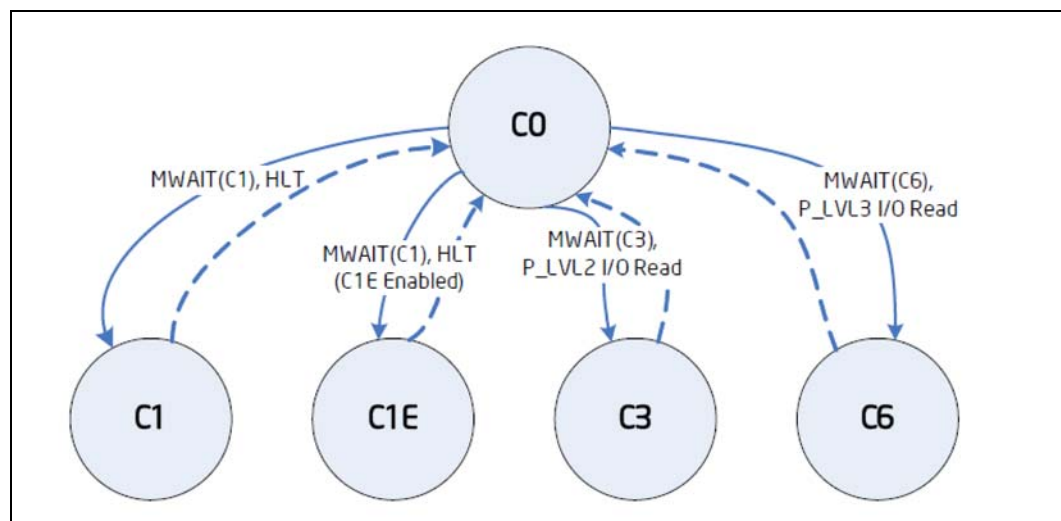 C0
MWAIT(C1), HLT
MWAIT(C1), HLT
(C1E Enabled)
MWAIT(C3),
P_LVL2 I/O Read
MWAIT(C6),
P_LVL3 I/O Read
C1
C1E
C3
C6